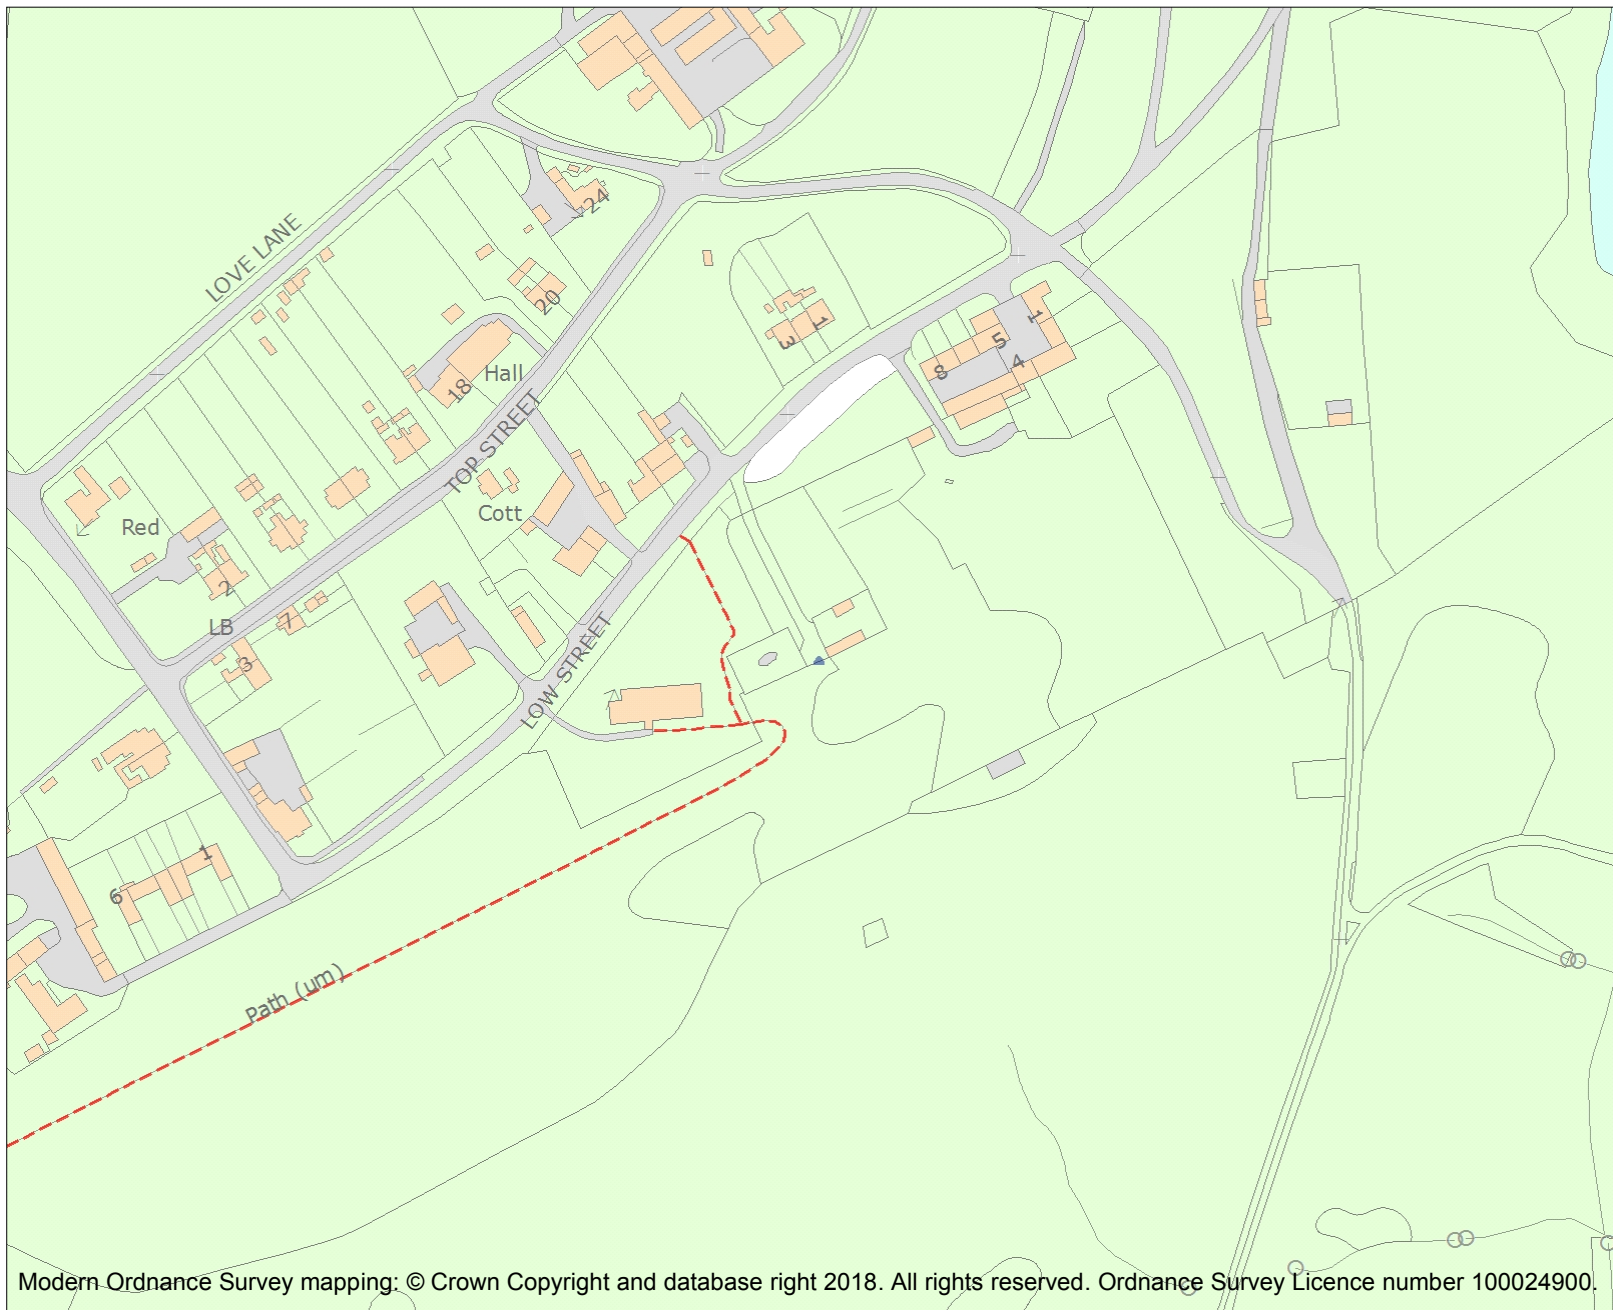 24
LOVE LANE
20
1
3
1
5
4
8
Hall
18
TOP STREET
Cott
Red
2
LB
7
3
LOW STREET
1
6
Path (um)
Modern Ordnance Survey mapping: © Crown Copyright and database right 2018. All rights reserved. Ordnance Survey Licence number 100024900.